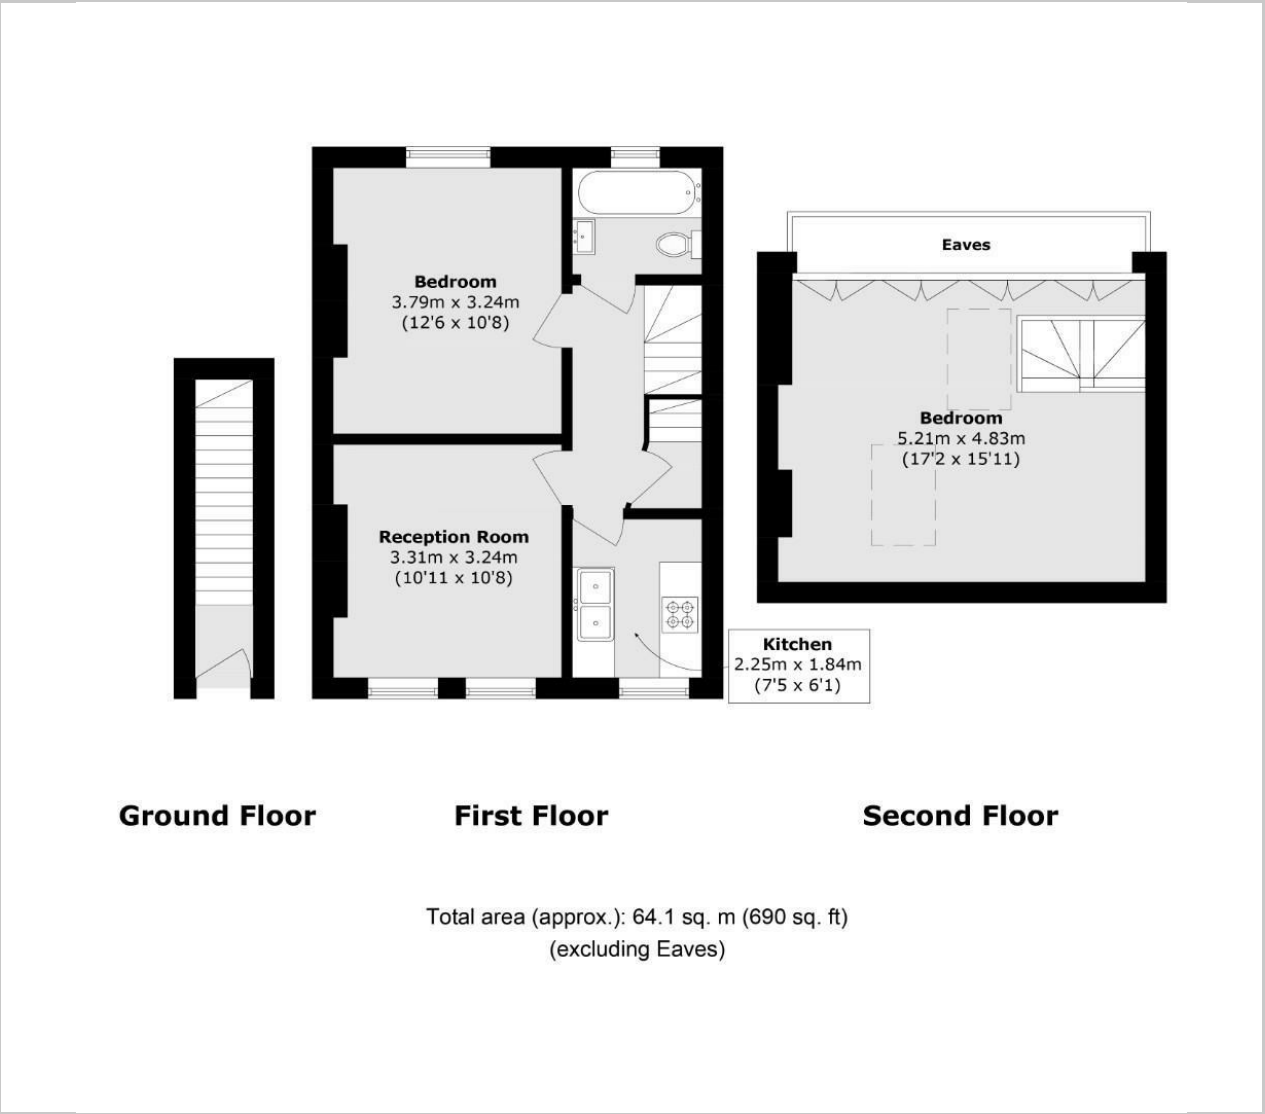 Eaves
Bedroom
3.79m x 3.24m
(12'6 x 10'8)
Bedroom
5.21m x 4.83m
(17'2 x 15'11)
Reception Room
3.31m x 3.24m
(10'11 x 10'8)
Kitchen
2.25m x 1.84m
(7'5 x 6'1)
Ground Floor
First Floor
Second Floor
Total area (approx.): 64.1 sq. m (690 sq. ft)
(excluding Eaves)